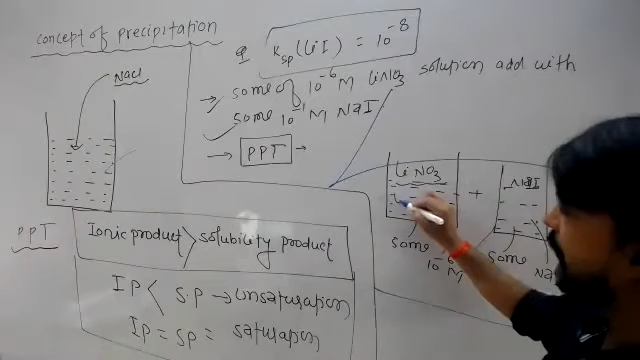 concept of precipitation
NaCl
PPT
Ionic product > solubility product
IP < S.P → unsaturation
IP = SP = saturation
Q Ksp(LiI) = 10⁻⁸
→ some of 10⁻⁶ M LiNO₃ solution add with
some 10⁻¹ M NaI
→ PPT →
LiNO₃ +
some
10⁻⁶ M
some